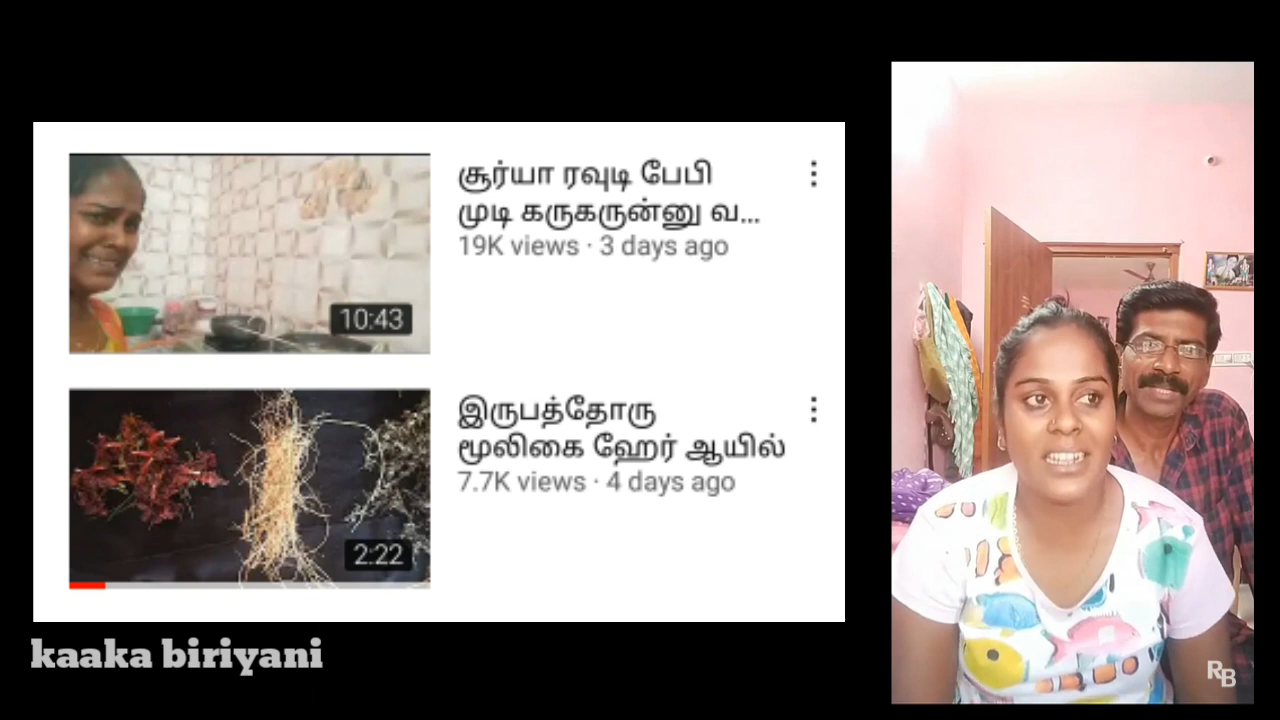 சூர்யா ரவுடி பேபி
முடி கருகருன்னு வ...
19K views · 3 days ago
10:43
இருபத்தோரு
மூலிகை ஹேர் ஆயில்
7.7K views · 4 days ago
2:22
kaaka biriyani
RB